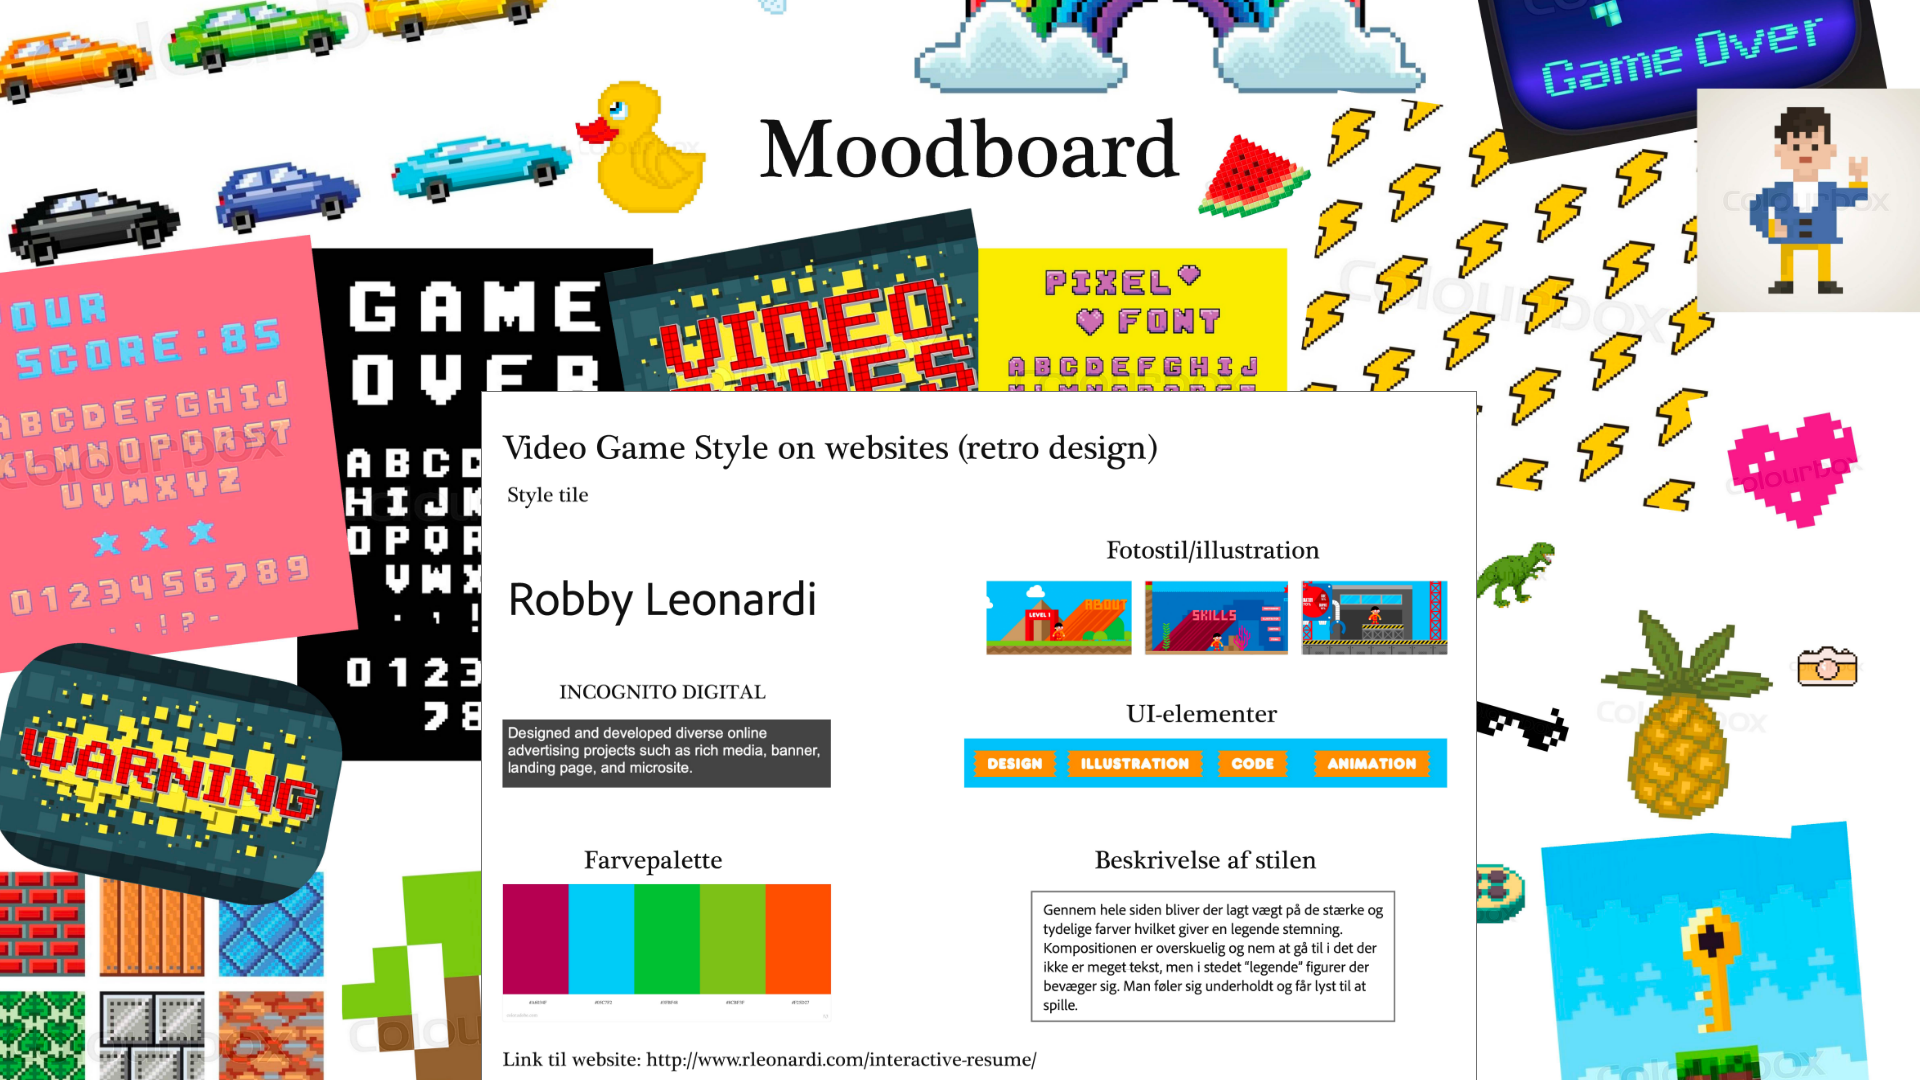 Game Over
Moodboard
colourbox
OUR
SCORE:85
ABCDEFGHIJ
KLMNOPQRST
UVWXYZ
0123456789
.,!?-
GAME
OVER
ABCD
HIJK
OPQR
VWX
.,!
0123
78
VIDEO
GAMES
PIXEL
FONT
ABCDEFGHIJ
colourbox
colourbox
colourbox
WARNING
Video Game Style on websites (retro design)
Style tile
Robby Leonardi
INCOGNITO DIGITAL
Designed and developed diverse online
advertising projects such as rich media, banner,
landing page, and microsite.
Farvepalette
Fotostil/illustration
LEVEL 1
ABOUT
SKILLS
UI-elementer
DESIGN ILLUSTRATION CODE ANIMATION
Beskrivelse af stilen
Gennem hele siden bliver der lagt vægt på de stærke og
tydelige farver hvilket giver en legende stemning.
Kompositionen er overskuelig og nem at gå til i det der
ikke er meget tekst, men i stedet "legende" figurer der
bevæger sig. Man føler sig underholdt og får lyst til at
spille.
Link til website: http://www.rleonardi.com/interactive-resume/